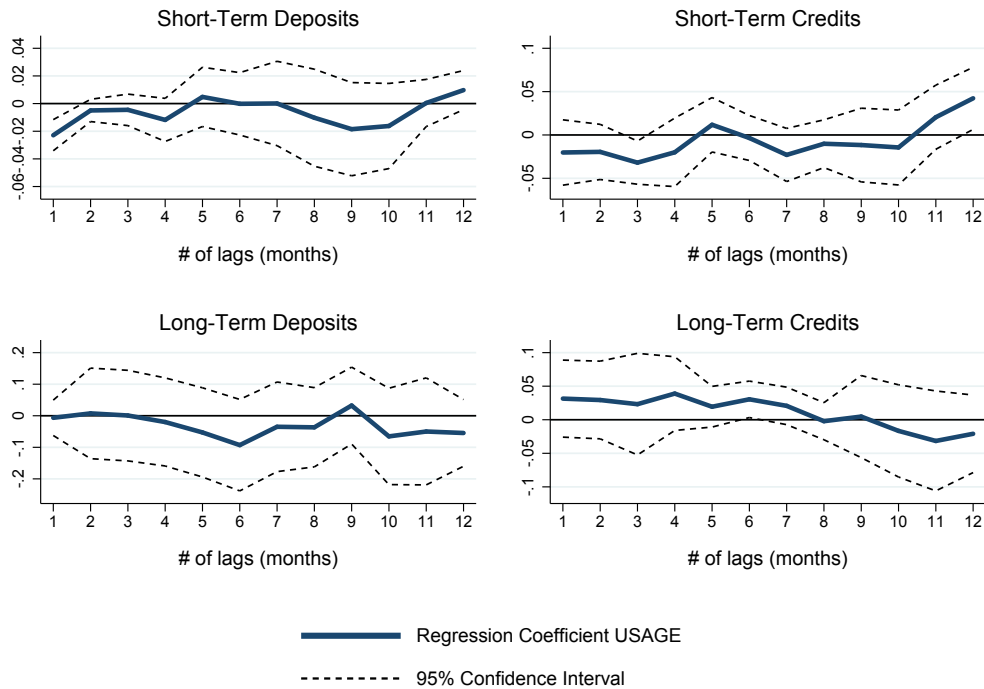 Short-Term Deposits
.04
.02
0
-.02
-.04
-.06
1 2 3 4 5 6 7 8 9 10 11 12
# of lags (months)
Short-Term Credits
.1
.05
0
-.05
1 2 3 4 5 6 7 8 9 10 11 12
# of lags (months)
Long-Term Deposits
.2
.1
0
-.1
-.2
1 2 3 4 5 6 7 8 9 10 11 12
# of lags (months)
Long-Term Credits
.1
.05
0
-.05
-.1
1 2 3 4 5 6 7 8 9 10 11 12
# of lags (months)
Regression Coefficient USAGE
95% Confidence Interval